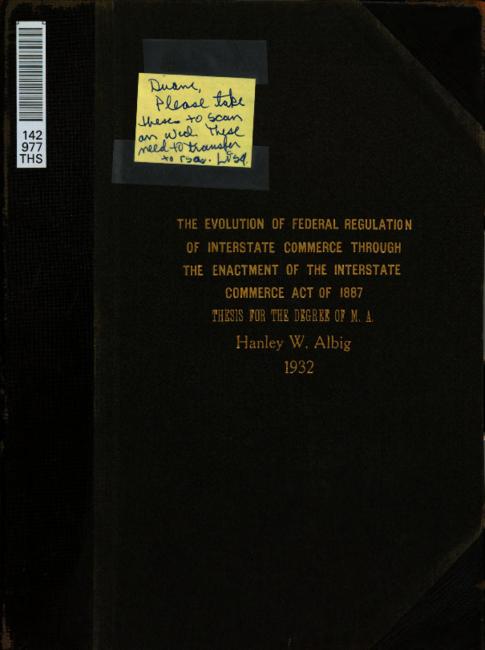 142
977
THS
Duane,
Please take
these to scan
on Wed. These
need to transfer
to
THE EVOLUTION OF FEDERAL REGULATION
OF INTERSTATE COMMERCE THROUGH
THE ENACTMENT OF THE INTERSTATE
COMMERCE ACT OF 1887
THESIS FOR THE DEGREE OF M. A.
Hanley W. Albig
1932